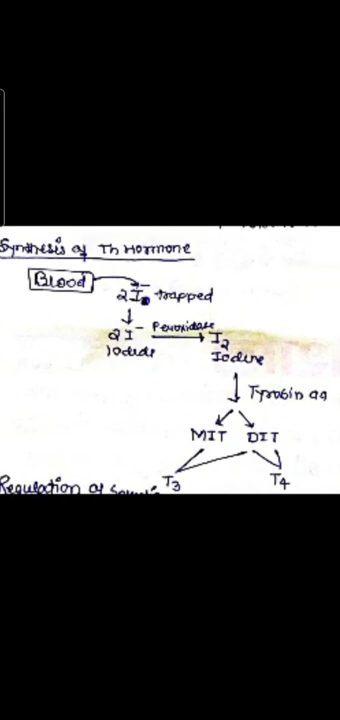 Synthesis of Th Hormone
Blood
2I⁻ trapped
2I⁻ Peroxidase I₂
Iodide Iodine
Tyrosin aa
MIT DIT
T₃ T₄
Regulation of